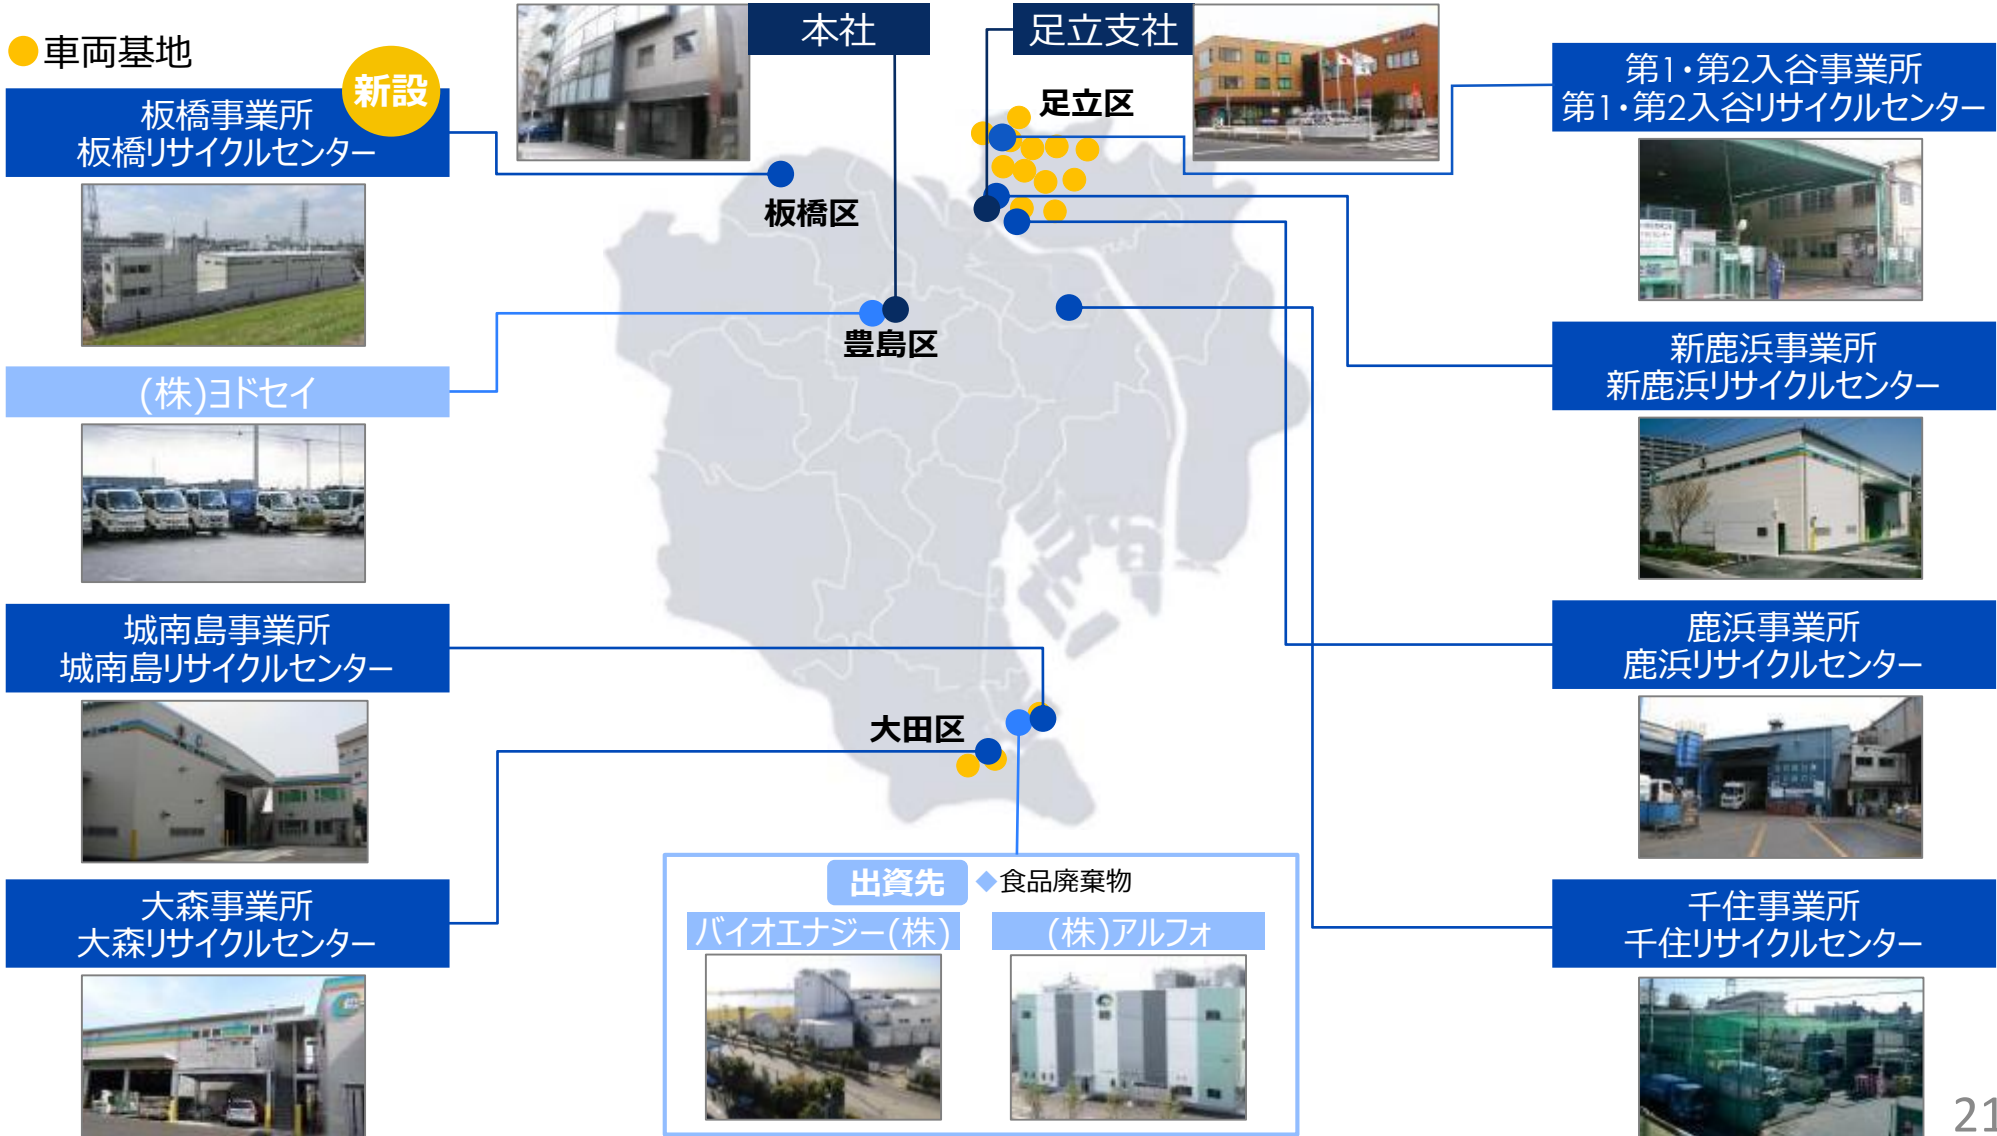 ●車両基地
新設
板橋事業所
板橋リサイクルセンター
(株)ヨドセイ
城南島事業所
城南島リサイクルセンター
大森事業所
大森リサイクルセンター
本社
足立支社
足立区
板橋区
豊島区
大田区
出資先
◆食品廃棄物
バイオエナジー(株)
(株)アルフォ
第1・第2入谷事業所
第1・第2入谷リサイクルセンター
新鹿浜事業所
新鹿浜リサイクルセンター
鹿浜事業所
鹿浜リサイクルセンター
千住事業所
千住リサイクルセンター
21